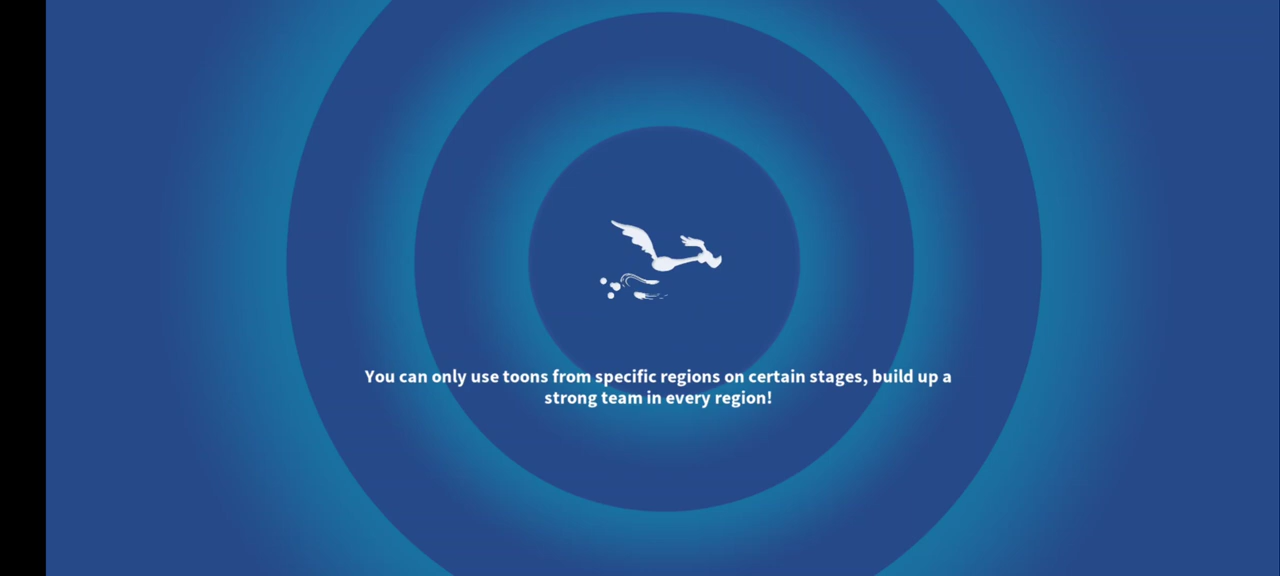 You can only use toons from specific regions on certain stages, build up a
strong team in every region!